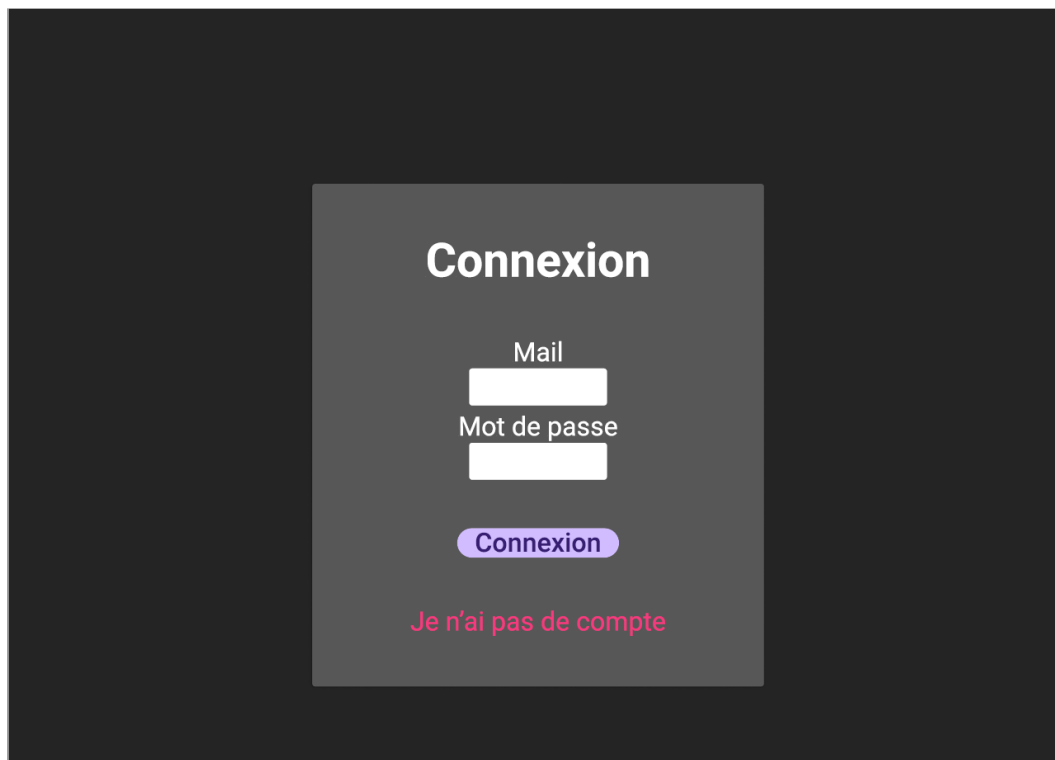 Connexion
Mail
Mot de passe
Connexion
Je n’ai pas de compte